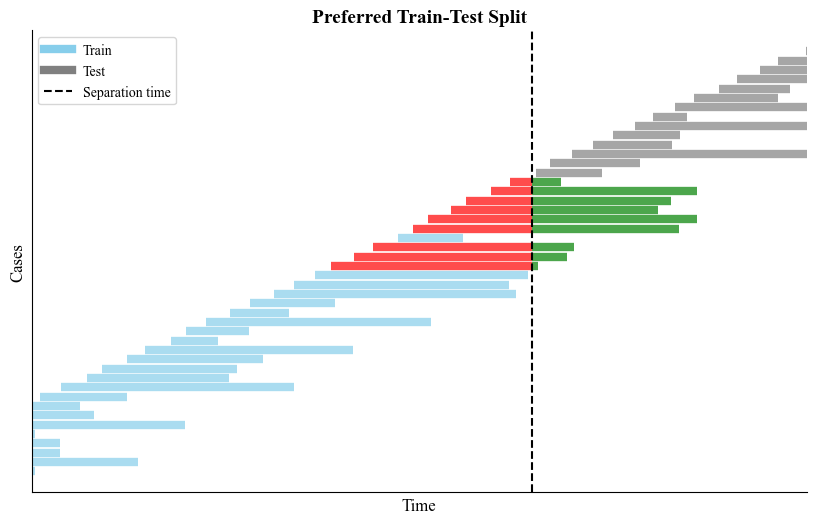 Preferred Train-Test Split
Train
Test
Separation time
Cases
Time